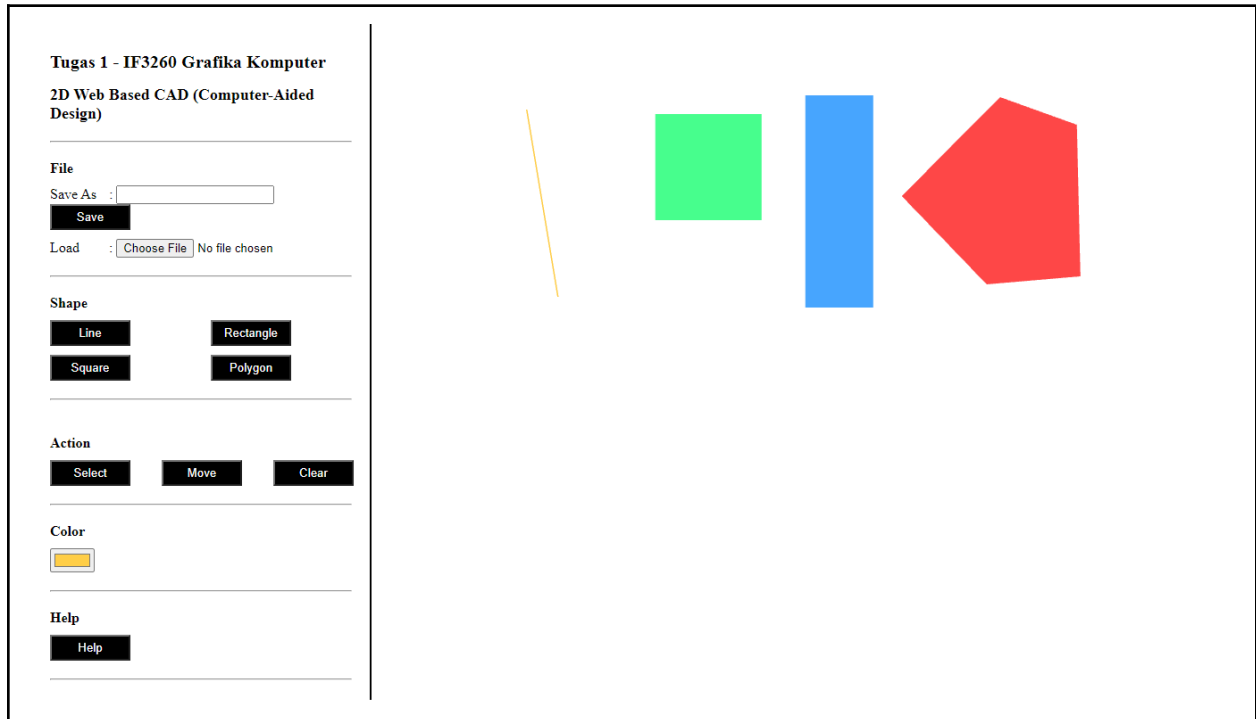 Tugas 1 - IF3260 Grafika Komputer
2D Web Based CAD (Computer-Aided
Design)
File
Save As :
Save
Load : Choose File No file chosen
Shape
Line Rectangle
Square Polygon
Action
Select Move Clear
Color
Help
Help